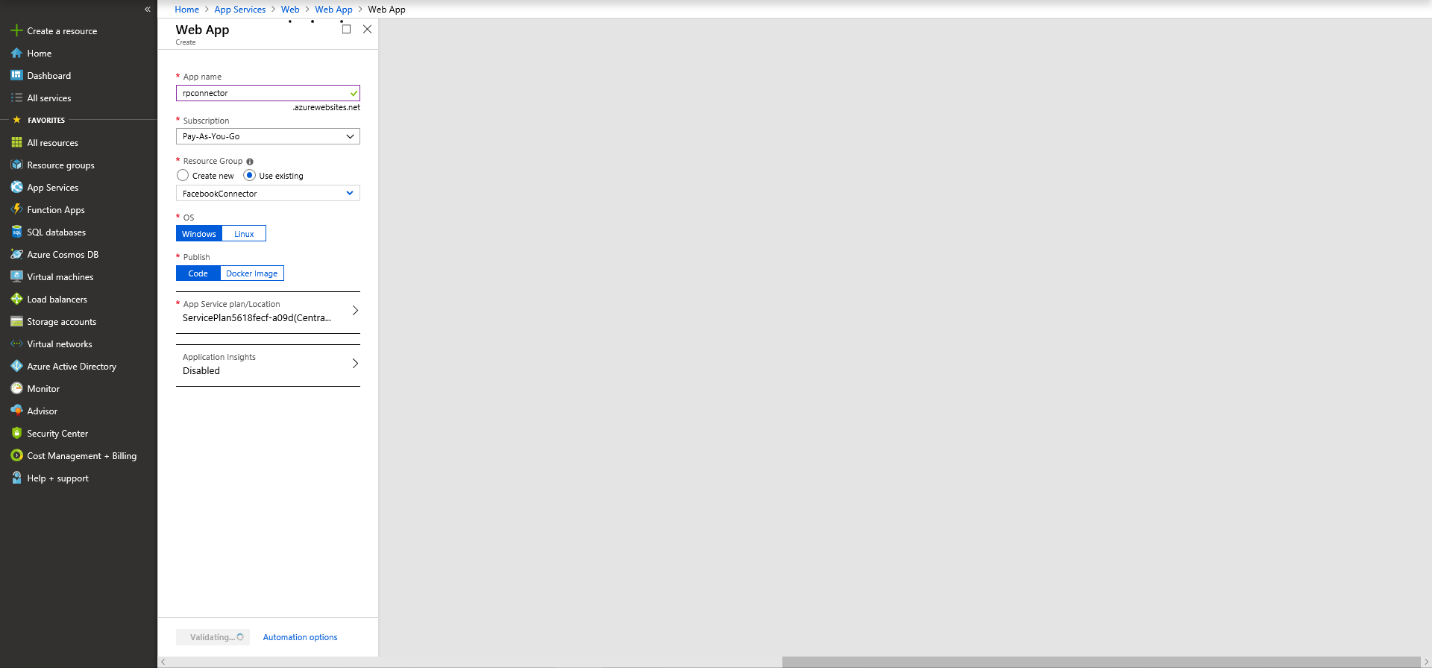 «
Home > App Services > Web > Web App > Web App
Create a resource
Home
Dashboard
All services
FAVORITES
All resources
Resource groups
App Services
Function Apps
SQL databases
Azure Cosmos DB
Virtual machines
Load balancers
Storage accounts
Virtual networks
Azure Active Directory
Monitor
Advisor
Security Center
Cost Management + Billing
Help + support
Web App
Create
* App name
rpconnector
.azurewebsites.net
* Subscription
Pay-As-You-Go
* Resource Group
Create new Use existing
FacebookConnector
* OS
Windows Linux
* Publish
Code Docker Image
* App Service plan/Location
ServicePlan5618fecf-a09d(Centra...
Application Insights
Disabled
Validating... Automation options